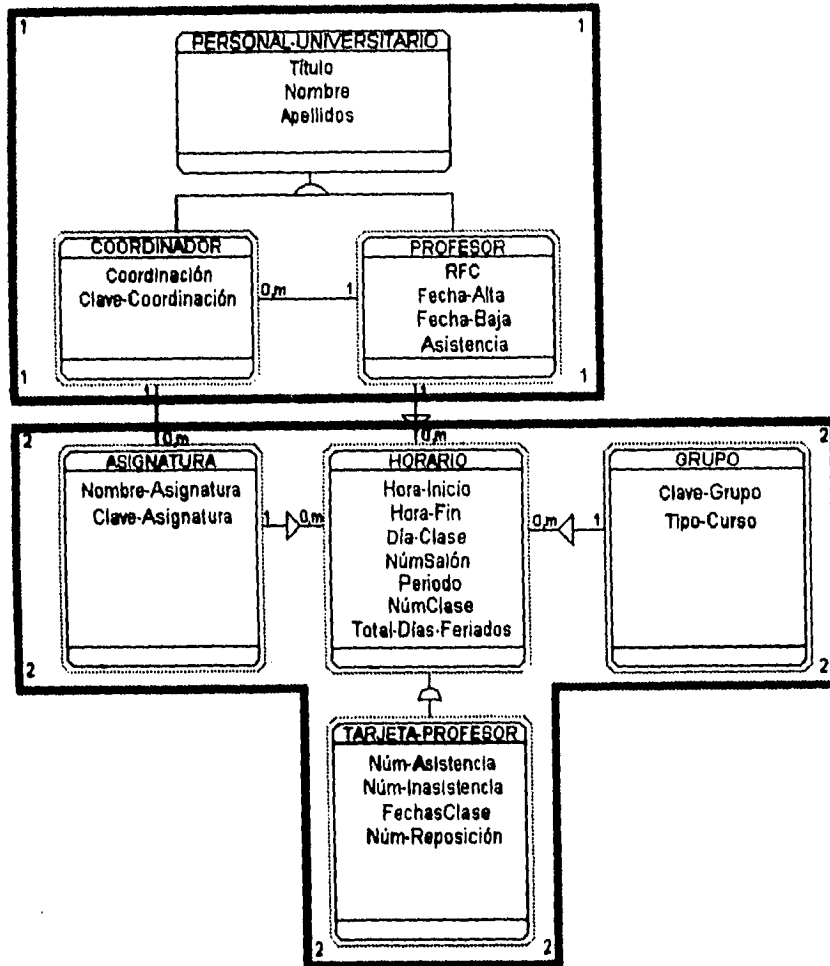 1 1
PERSONAL-UNIVERSITARIO
Título
Nombre
Apellidos
COORDINADOR
Coordinación
Clave-Coordinación
0,m 1
PROFESOR
RFC
Fecha-Alta
Fecha-Baja
Asistencia
1 1
1 1
0,m 0,m
2 2
ASIGNATURA
Nombre-Asignatura
Clave-Asignatura
1 0,m
HORARIO
Hora-Inicio
Hora-Fin
Día-Clase
NúmSalón
Periodo
NúmClase
Total-Días-Feriados
0,m 1
GRUPO
Clave-Grupo
Tipo-Curso
2 2
TARJETA-PROFESOR
Núm-Asistencia
Núm-Inasistencia
FechasClase
Núm-Reposición
2 2